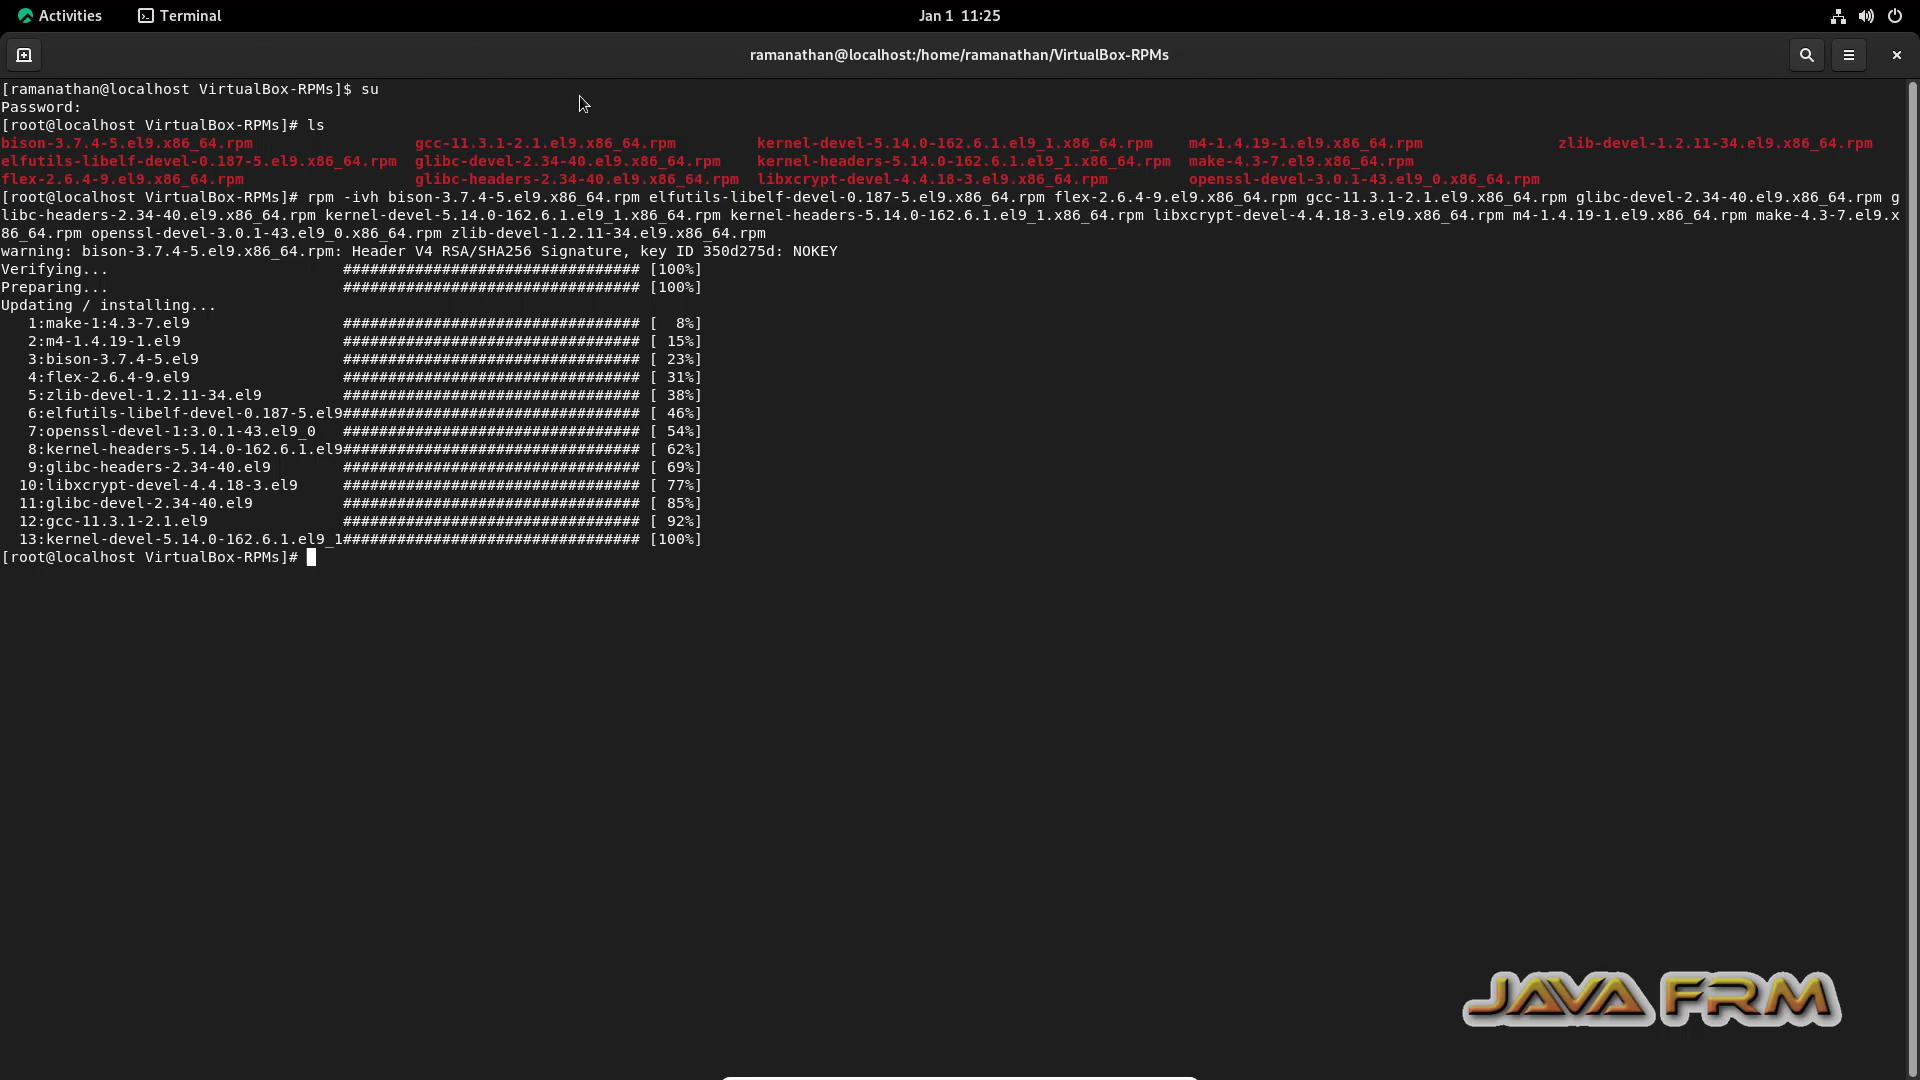 Activities Terminal Jan 1 11:25
ramanathan@localhost:/home/ramanathan/VirtualBox-RPMs
[ramanathan@localhost VirtualBox-RPMs]$ su
Password:
[root@localhost VirtualBox-RPMs]# ls
bison-3.7.4-5.el9.x86_64.rpm gcc-11.3.1-2.1.el9.x86_64.rpm kernel-devel-5.14.0-162.6.1.el9_1.x86_64.rpm m4-1.4.19-1.el9.x86_64.rpm zlib-devel-1.2.11-34.el9.x86_64.rpm
elfutils-libelf-devel-0.187-5.el9.x86_64.rpm glibc-devel-2.34-40.el9.x86_64.rpm kernel-headers-5.14.0-162.6.1.el9_1.x86_64.rpm make-4.3-7.el9.x86_64.rpm
flex-2.6.4-9.el9.x86_64.rpm glibc-headers-2.34-40.el9.x86_64.rpm libxcrypt-devel-4.4.18-3.el9.x86_64.rpm openssl-devel-3.0.1-43.el9_0.x86_64.rpm
[root@localhost VirtualBox-RPMs]# rpm -ivh bison-3.7.4-5.el9.x86_64.rpm elfutils-libelf-devel-0.187-5.el9.x86_64.rpm flex-2.6.4-9.el9.x86_64.rpm gcc-11.3.1-2.1.el9.x86_64.rpm glibc-devel-2.34-40.el9.x86_64.rpm g
libc-headers-2.34-40.el9.x86_64.rpm kernel-devel-5.14.0-162.6.1.el9_1.x86_64.rpm kernel-headers-5.14.0-162.6.1.el9_1.x86_64.rpm libxcrypt-devel-4.4.18-3.el9.x86_64.rpm m4-1.4.19-1.el9.x86_64.rpm make-4.3-7.el9.x
86_64.rpm openssl-devel-3.0.1-43.el9_0.x86_64.rpm zlib-devel-1.2.11-34.el9.x86_64.rpm
warning: bison-3.7.4-5.el9.x86_64.rpm: Header V4 RSA/SHA256 Signature, key ID 350d275d: NOKEY
Verifying... ################################# [100%]
Preparing... ################################# [100%]
Updating / installing...
1:make-1:4.3-7.el9 ################################# [  8%]
2:m4-1.4.19-1.el9 ################################# [ 15%]
3:bison-3.7.4-5.el9 ################################# [ 23%]
4:flex-2.6.4-9.el9 ################################# [ 31%]
5:zlib-devel-1.2.11-34.el9 ################################# [ 38%]
6:elfutils-libelf-devel-0.187-5.el9################################# [ 46%]
7:openssl-devel-1:3.0.1-43.el9_0 ################################# [ 54%]
8:kernel-headers-5.14.0-162.6.1.el9################################# [ 62%]
9:glibc-headers-2.34-40.el9 ################################# [ 69%]
10:libxcrypt-devel-4.4.18-3.el9 ################################# [ 77%]
11:glibc-devel-2.34-40.el9 ################################# [ 85%]
12:gcc-11.3.1-2.1.el9 ################################# [ 92%]
13:kernel-devel-5.14.0-162.6.1.el9_1################################# [100%]
[root@localhost VirtualBox-RPMs]#
JAVA FRM